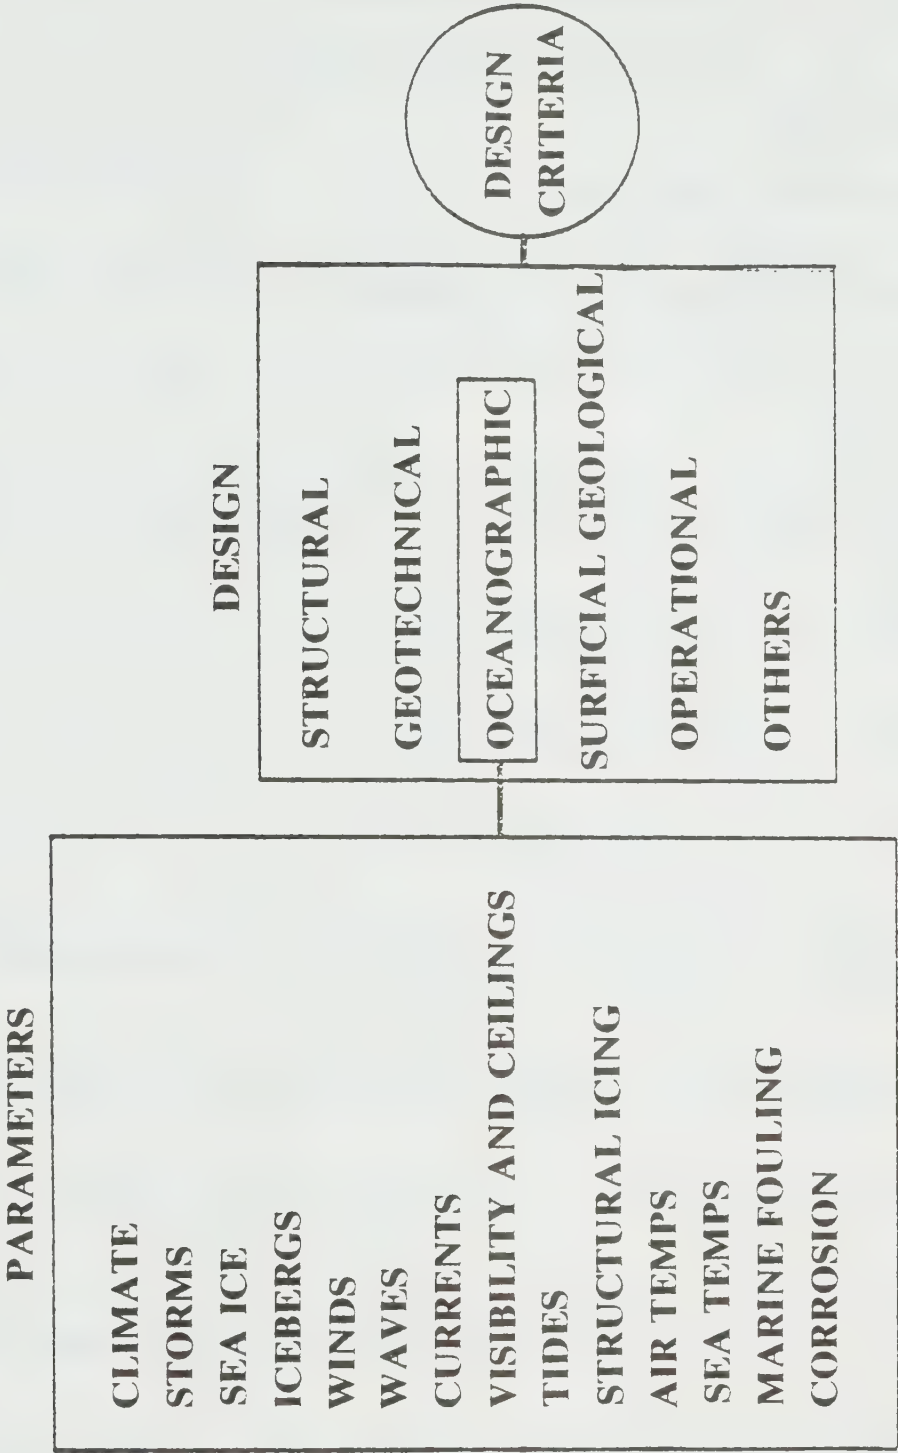 PARAMETERS
CLIMATE
STORMS
SEA ICE
ICEBERGS
WINDS
WAVES
CURRENTS
VISIBILITY AND CEILINGS
TIDES
STRUCTURAL ICING
AIR TEMPS
SEA TEMPS
MARINE FOULING
CORROSION
DESIGN
STRUCTURAL
GEOTECHNICAL
OCEANOGRAPHIC
SURFICIAL GEOLOGICAL
OPERATIONAL
OTHERS
DESIGN
CRITERIA